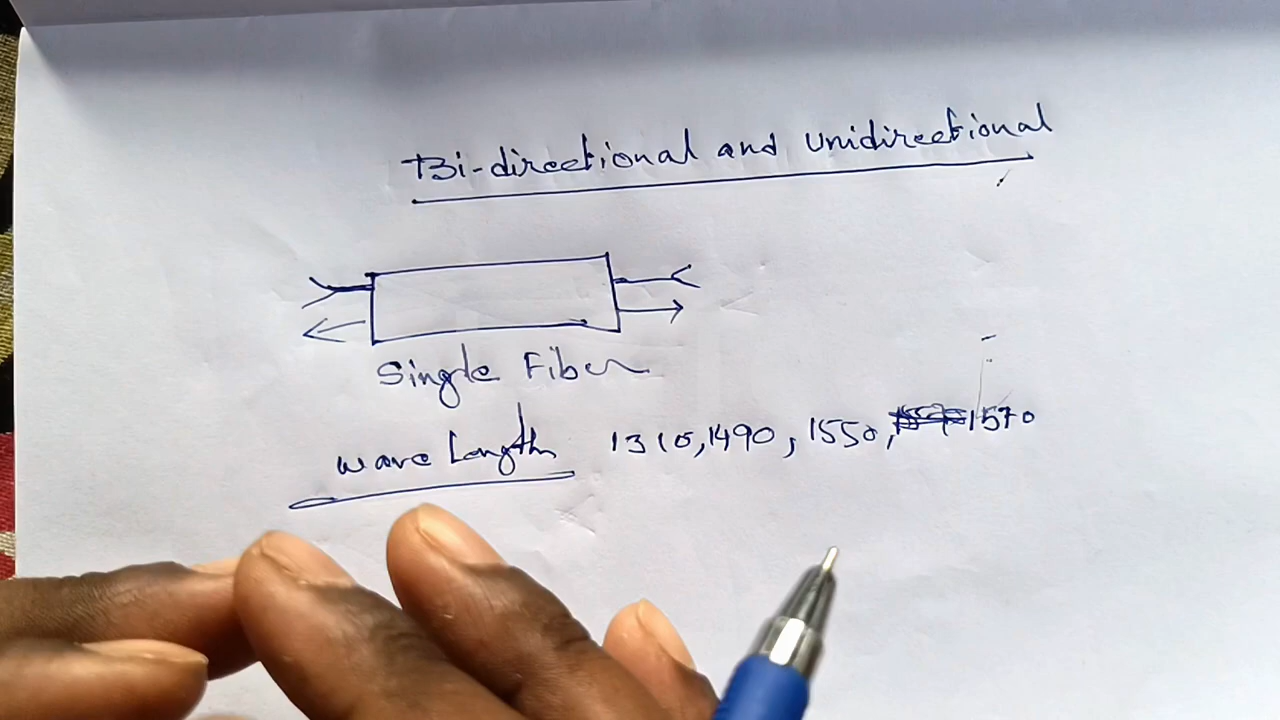 Bi-directional and Unidirectional
Single Fiber
Wave Length 1310, 1490, 1550, 1570